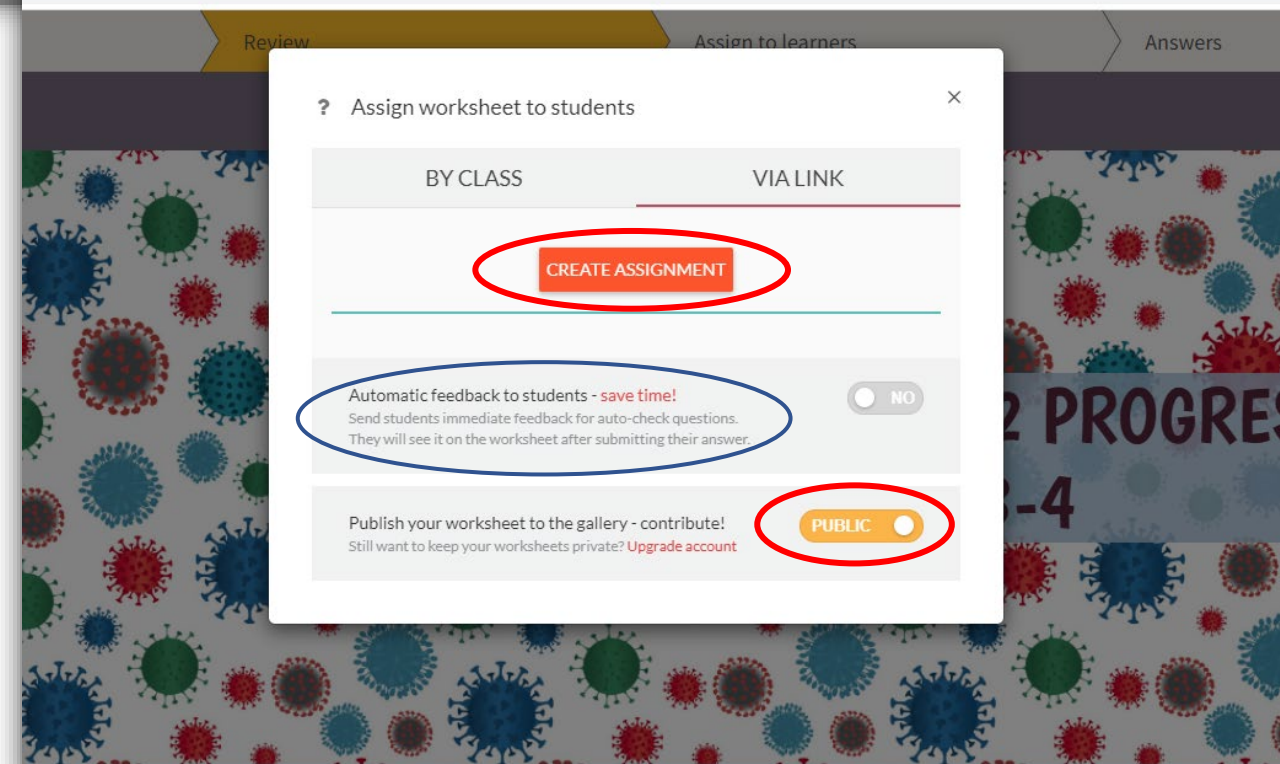 Review
Assign to learners
Answers
? Assign worksheet to students ×
BY CLASS
VIA LINK
CREATE ASSIGNMENT
Automatic feedback to students - save time!
NO
Send students immediate feedback for auto-check questions.
They will see it on the worksheet after submitting their answer.
Publish your worksheet to the gallery - contribute!
PUBLIC
Still want to keep your worksheets private? Upgrade account
2 PROGRES
-4